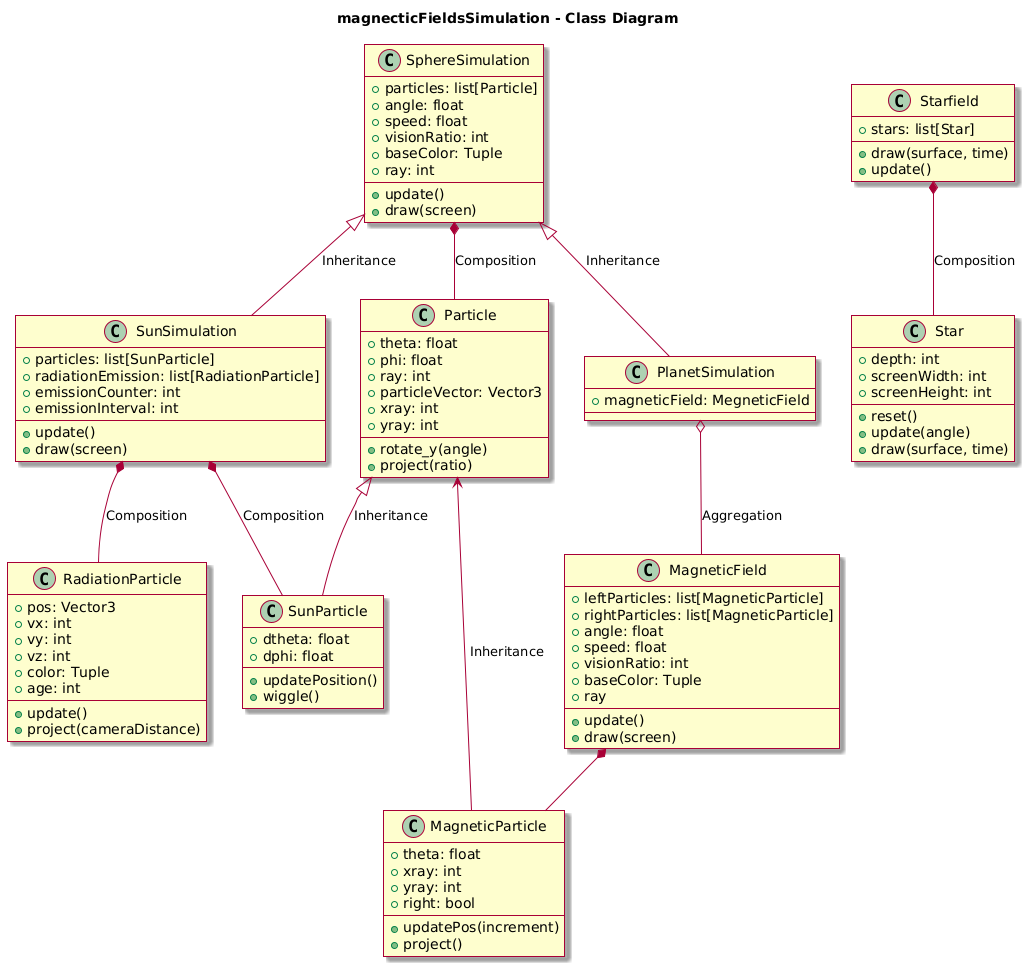 magnecticFieldsSimulation - Class Diagram
C SphereSimulation
particles: list[Particle]
angle: float
speed: float
visionRatio: int
baseColor: Tuple
ray: int
update()
draw(screen)
C Starfield
stars: list[Star]
draw(surface, time)
update()
Inheritance
Composition
Inheritance
Composition
C SunSimulation
particles: list[SunParticle]
radiationEmission: list[RadiationParticle]
emissionCounter: int
emissionInterval: int
update()
draw(screen)
C Particle
theta: float
phi: float
ray: int
particleVector: Vector3
xray: int
yray: int
rotate_y(angle)
project(ratio)
C PlanetSimulation
magneticField: MegneticField
C Star
depth: int
screenWidth: int
screenHeight: int
reset()
update(angle)
draw(surface, time)
Composition
Composition
Inheritance
Aggregation
C RadiationParticle
pos: Vector3
vx: int
vy: int
vz: int
color: Tuple
age: int
update()
project(cameraDistance)
C SunParticle
dtheta: float
dphi: float
updatePosition()
wiggle()
Inheritance
C MagneticField
leftParticles: list[MagneticParticle]
rightParticles: list[MagneticParticle]
angle: float
speed: float
visionRatio: int
baseColor: Tuple
ray
update()
draw(screen)
C MagneticParticle
theta: float
xray: int
yray: int
right: bool
updatePos(increment)
project()